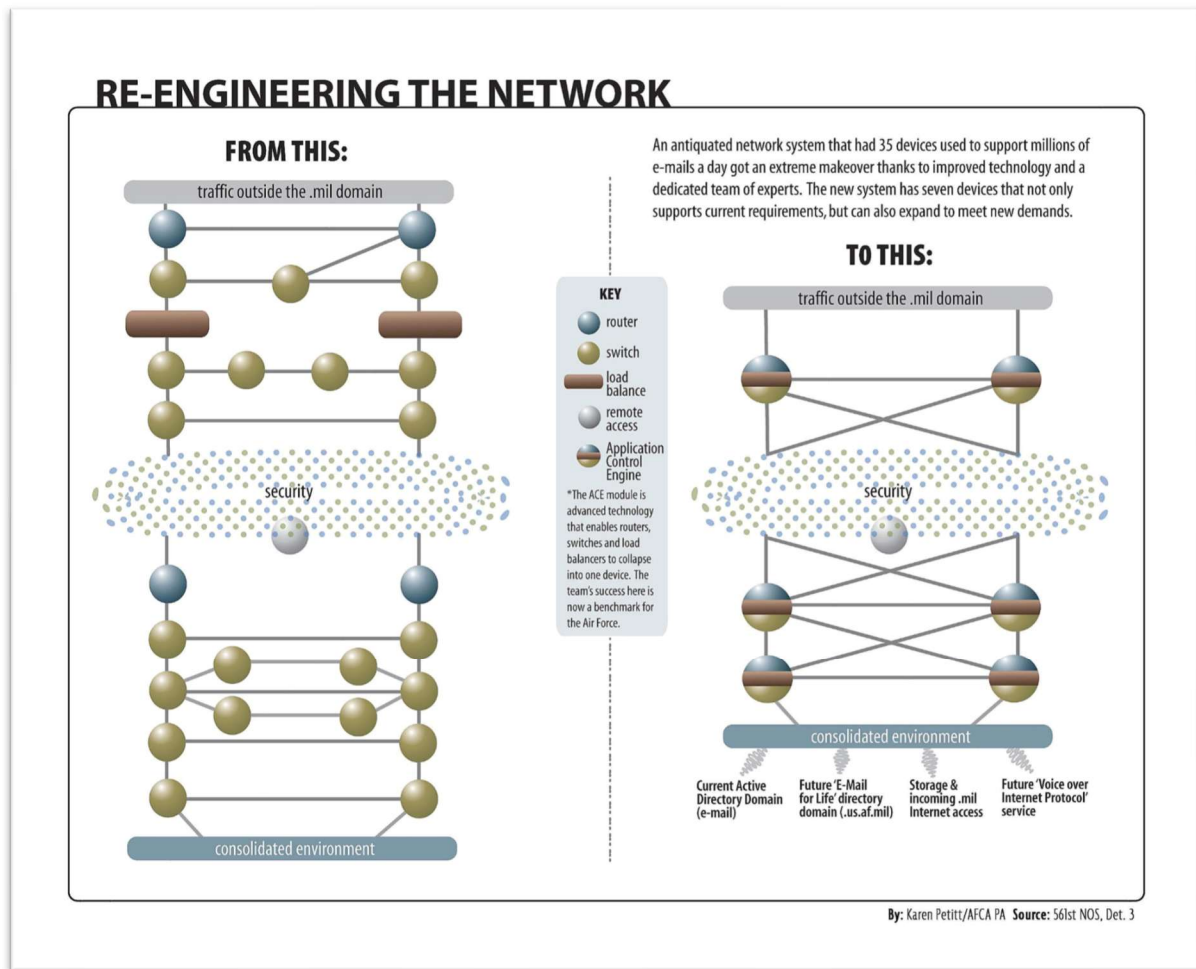 RE-ENGINEERING THE NETWORK
FROM THIS:
traffic outside the .mil domain
security
consolidated environment
An antiquated network system that had 35 devices used to support millions of
e-mails a day got an extreme makeover thanks to improved technology and a
dedicated team of experts. The new system has seven devices that not only
supports current requirements, but can also expand to meet new demands.
KEY
router
switch
load
balance
remote
access
Application
Control
Engine
*The ACE module is
advanced technology
that enables routers,
switches and load
balancers to collapse
into one device. The
team's success here is
now a benchmark for
the Air Force.
TO THIS:
traffic outside the .mil domain
security
consolidated environment
Current Active
Directory Domain
(e-mail)
Future 'E-Mail
for Life' directory
domain (.us.af.mil)
Storage &
incoming .mil
Internet access
Future 'Voice over
Internet Protocol'
service
By: Karen Petitt/AFCA PA Source: 561st NOS, Det. 3